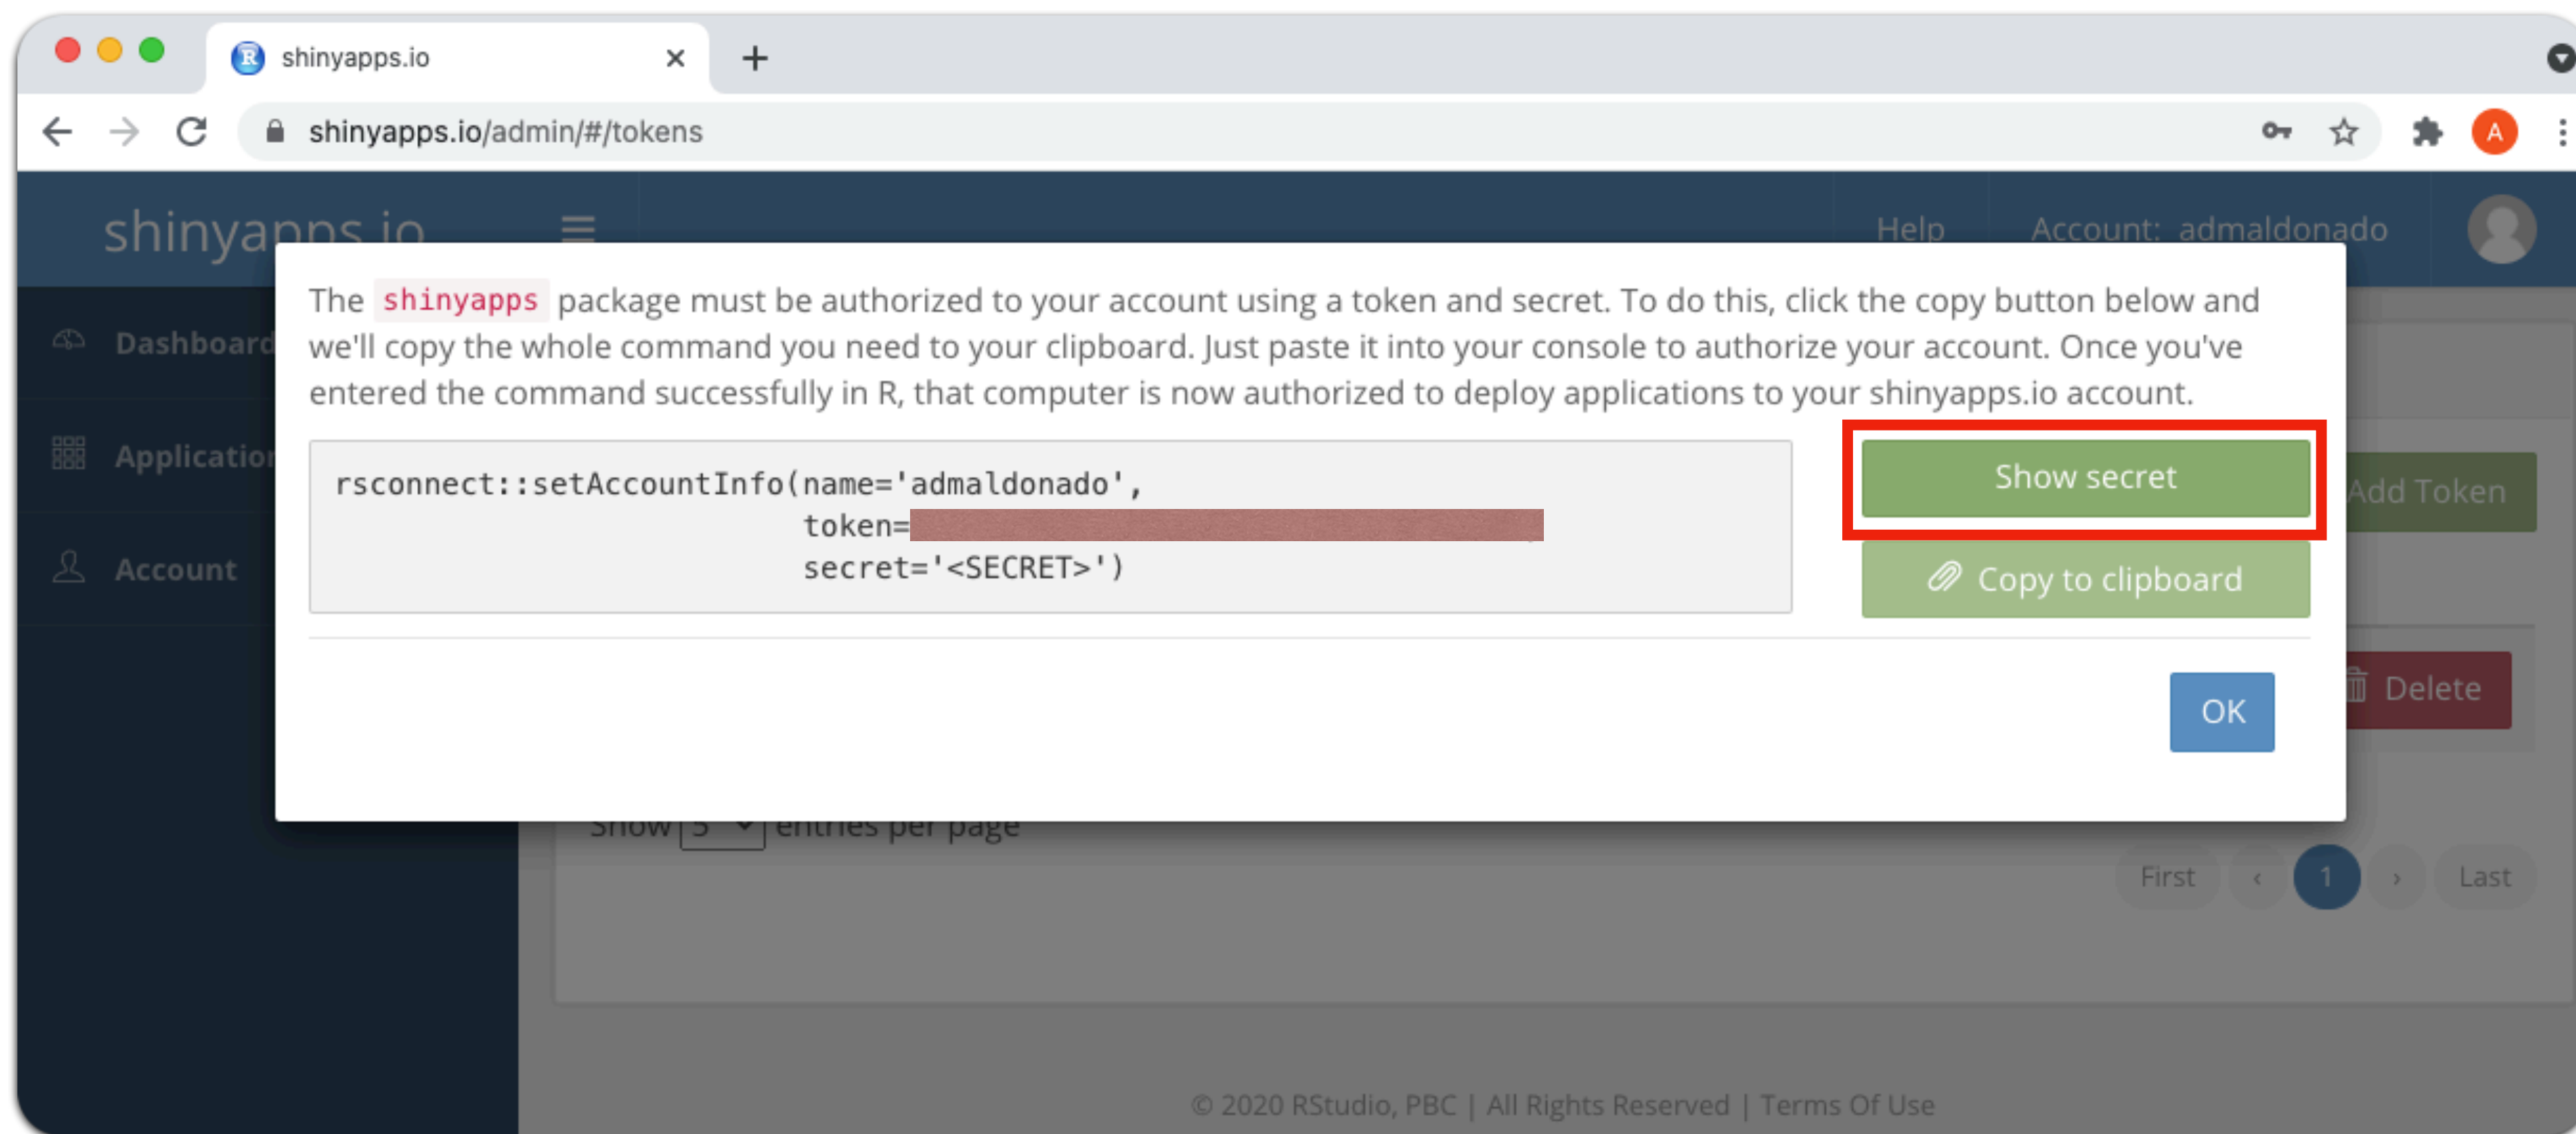 shinyapps.io
shinyapps.io/admin/#/tokens
A
shinyapps.io
Help
Account: admaldonado
The shinyapps package must be authorized to your account using a token and secret. To do this, click the copy button below and
we'll copy the whole command you need to your clipboard. Just paste it into your console to authorize your account. Once you've
entered the command successfully in R, that computer is now authorized to deploy applications to your shinyapps.io account.
Dashboard
Application
Account
rsconnect::setAccountInfo(name='admaldonado',
token=
secret='<SECRET>')
Show secret
Copy to clipboard
Add Token
Delete
OK
Show 5 entries per page
First ‹ 1 › Last
© 2020 RStudio, PBC | All Rights Reserved | Terms Of Use